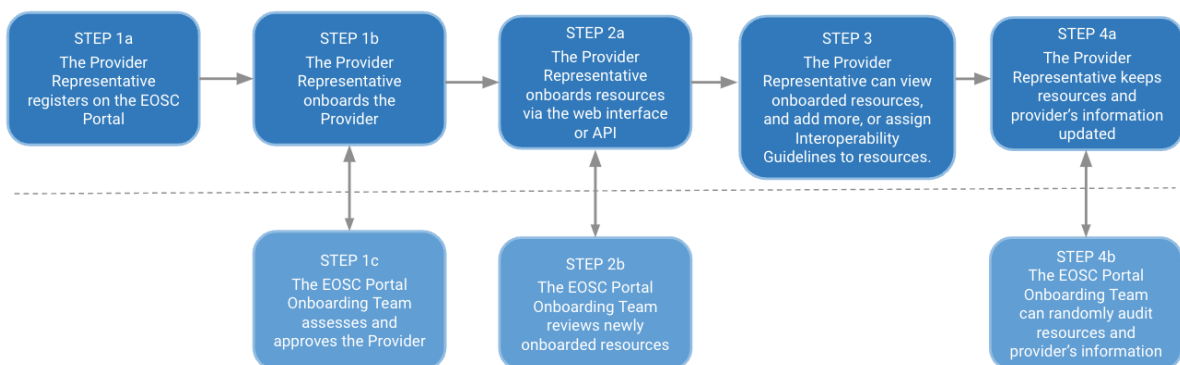 STEP 1a
The Provider
Representative
registers on the EOSC
Portal
STEP 1b
The Provider
Representative
onboards the
Provider
STEP 2a
The Provider
Representative
onboards resources
via the web interface
or API
STEP 3
The Provider
Representative can view
onboarded resources,
and add more, or assign
Interoperability
Guidelines to resources.
STEP 4a
The Provider
Representative keeps
resources and
provider's information
updated
STEP 1c
The EOSC Portal
Onboarding Team
assesses and
approves the Provider
STEP 2b
The EOSC Portal
Onboarding Team
reviews newly
onboarded resources
STEP 4b
The EOSC Portal
Onboarding Team
can randomly audit
resources and
provider's information